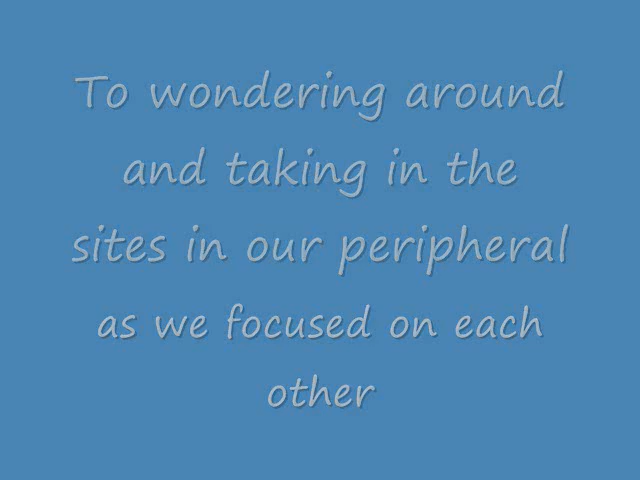 To wondering around
and taking in the
sites in our peripheral
as we focused on each
other